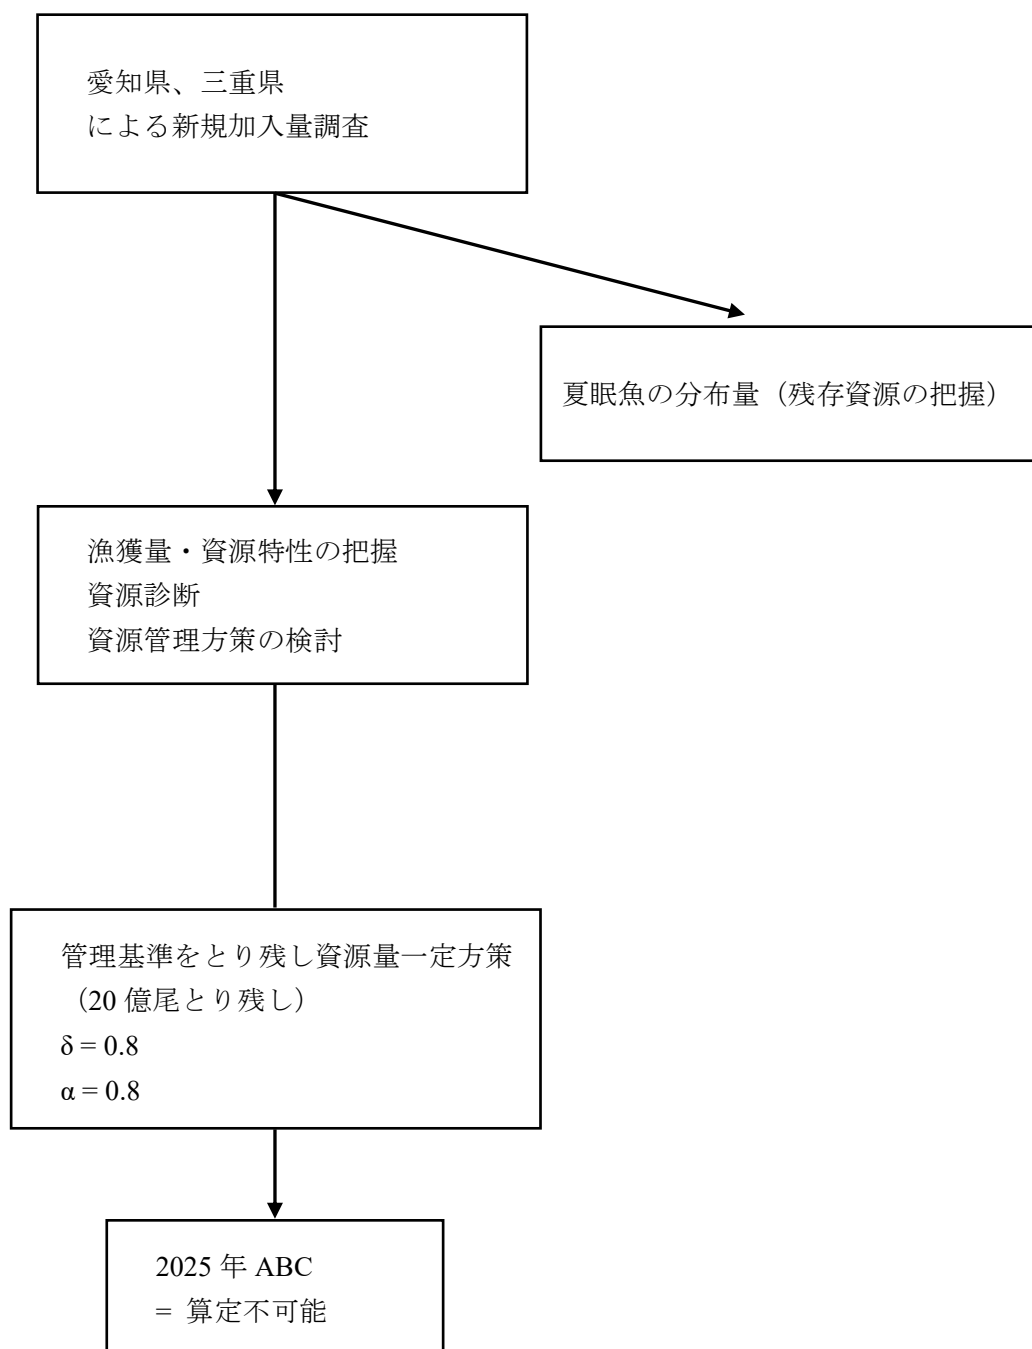 愛知県、三重県
による新規加入量調査
夏眠魚の分布量（残存資源の把握）
漁獲量・資源特性の把握
資源診断
資源管理方策の検討
管理基準をとり残し資源量一定方策
（20 億尾とり残し）
δ = 0.8
α = 0.8
2025 年 ABC
= 算定不可能